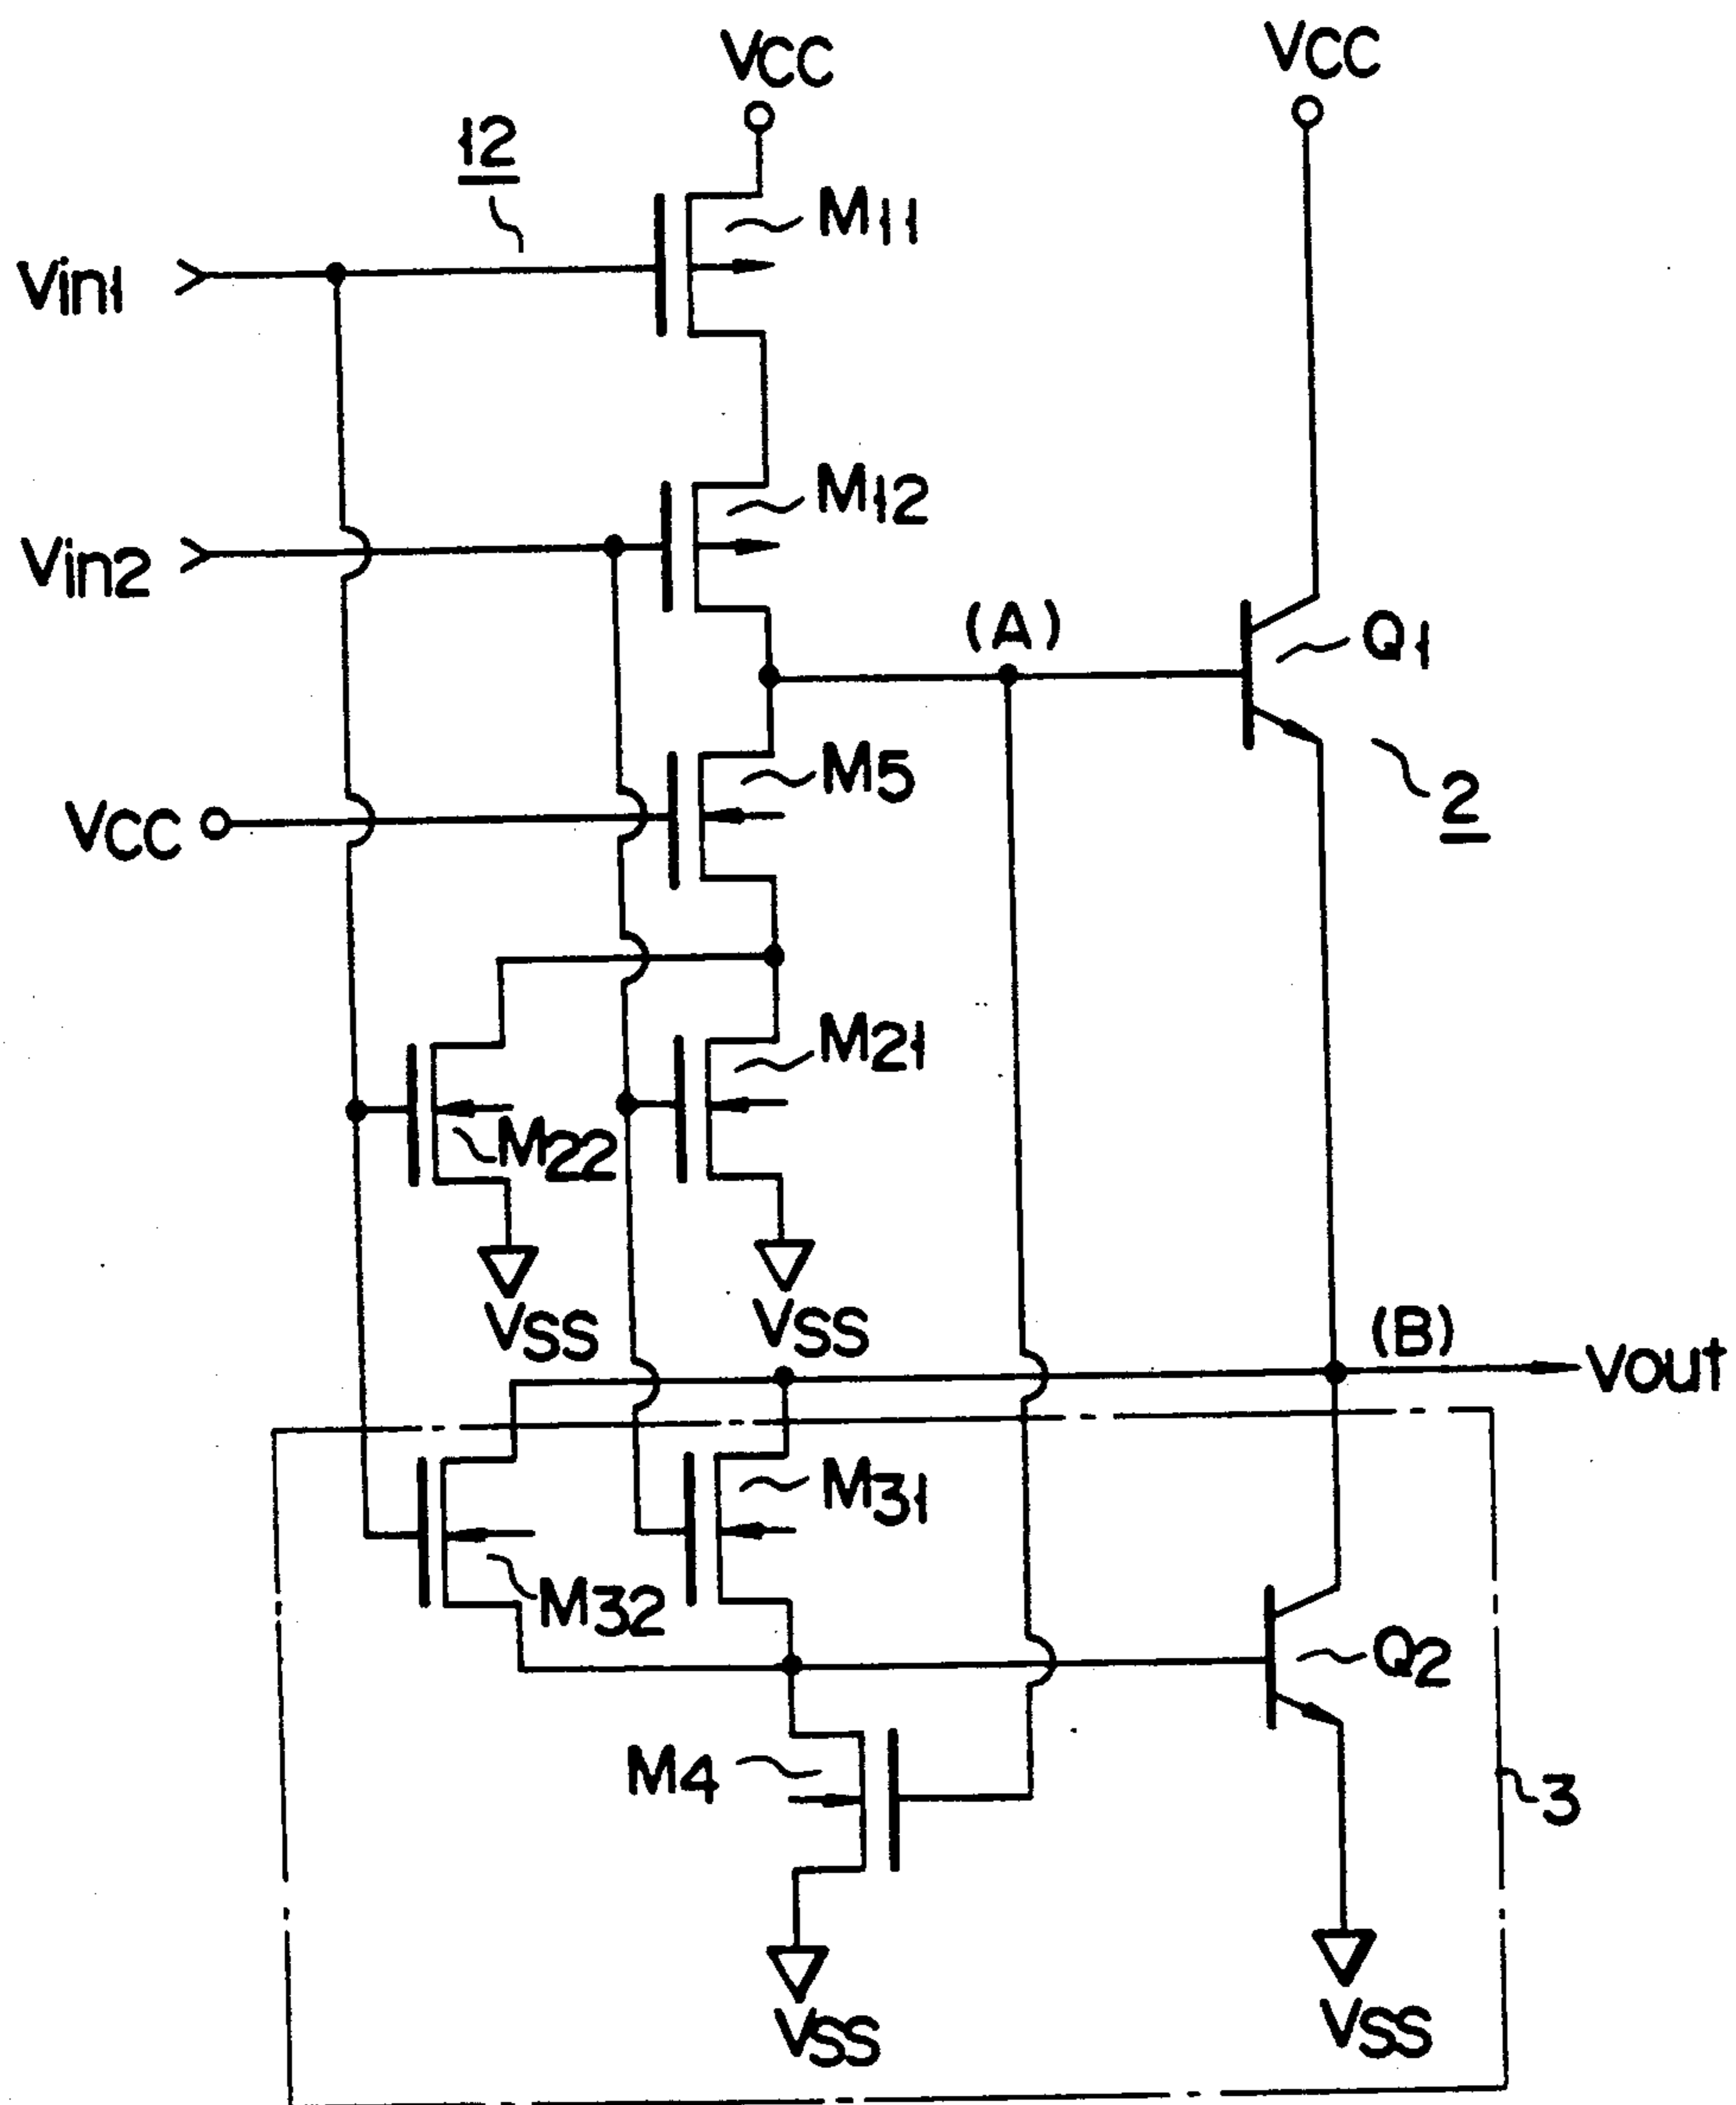 VCC
VCC
12
M11
Vin1
M12
Vin2
(A)
Q1
M5
VCC
2
M21
M22
VSS
VSS
(B)
Vout
M31
M32
Q2
M4
3
VSS
VSS